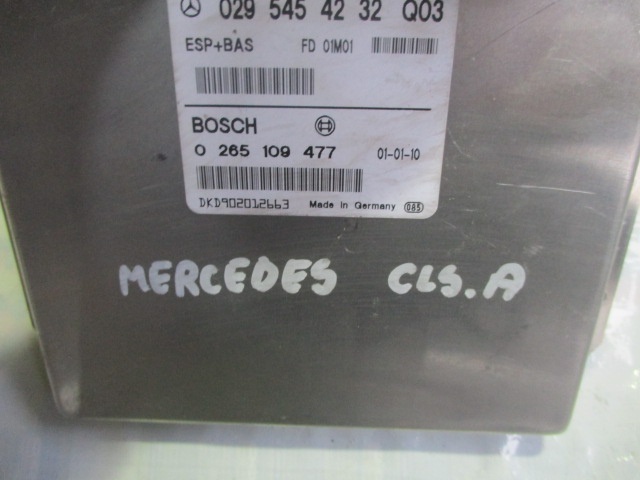 029 545 42 32 Q03
ESP+BAS FD 01M01
BOSCH
0 265 109 477 01-01-10
DKD902012663 Made in Germany 065
MERCEDES CLS.A